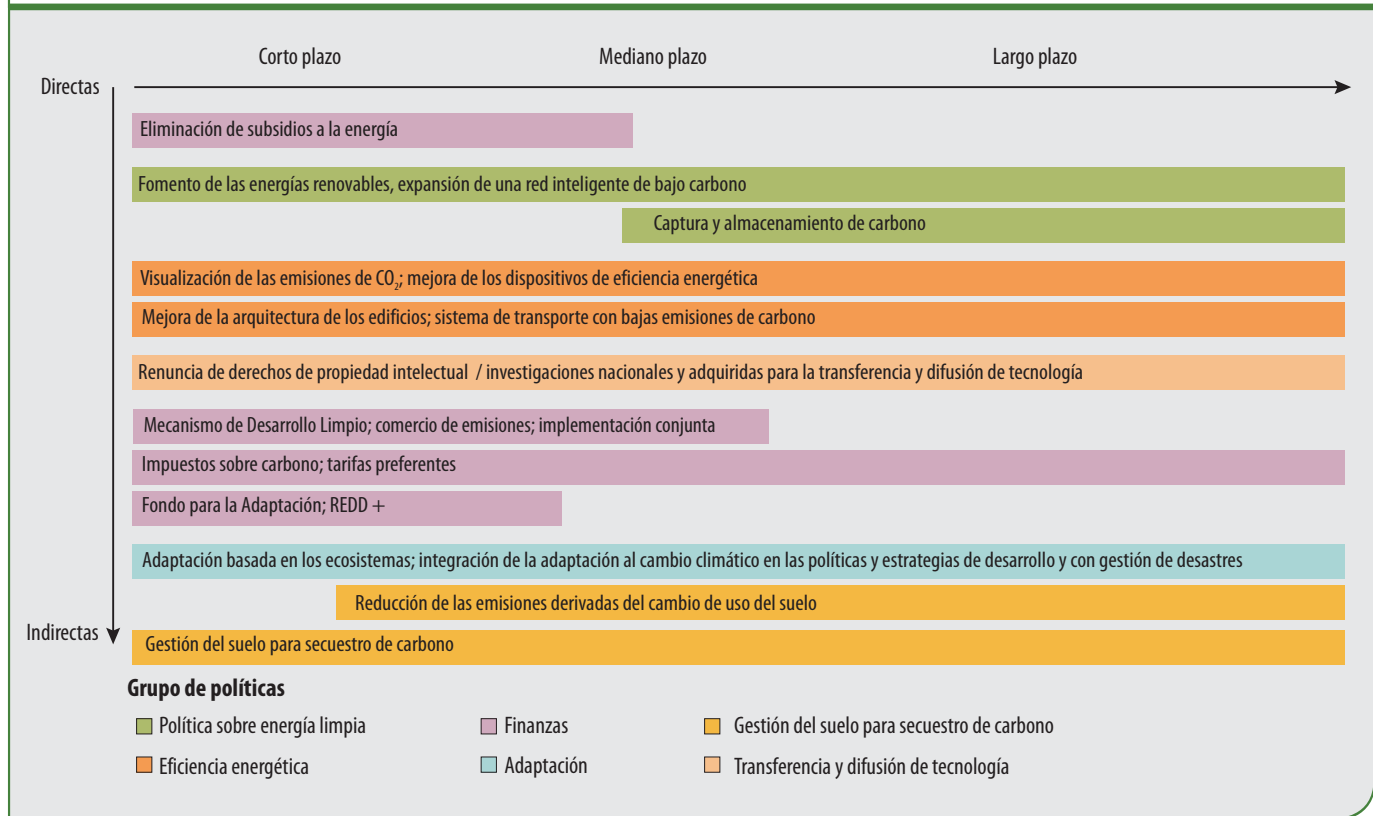 Corto plazo
Mediano plazo
Largo plazo
Directas
Eliminación de subsidios a la energía
Fomento de las energías renovables, expansión de una red inteligente de bajo carbono
Captura y almacenamiento de carbono
Visualización de las emisiones de CO₂; mejora de los dispositivos de eficiencia energética
Mejora de la arquitectura de los edificios; sistema de transporte con bajas emisiones de carbono
Renuncia de derechos de propiedad intelectual / investigaciones nacionales y adquiridas para la transferencia y difusión de tecnología
Mecanismo de Desarrollo Limpio; comercio de emisiones; implementación conjunta
Impuestos sobre carbono; tarifas preferentes
Fondo para la Adaptación; REDD +
Adaptación basada en los ecosistemas; integración de la adaptación al cambio climático en las políticas y estrategias de desarrollo y con gestión de desastres
Reducción de las emisiones derivadas del cambio de uso del suelo
Indirectas
Gestión del suelo para secuestro de carbono
Grupo de políticas
Política sobre energía limpia
Finanzas
Gestión del suelo para secuestro de carbono
Eficiencia energética
Adaptación
Transferencia y difusión de tecnología